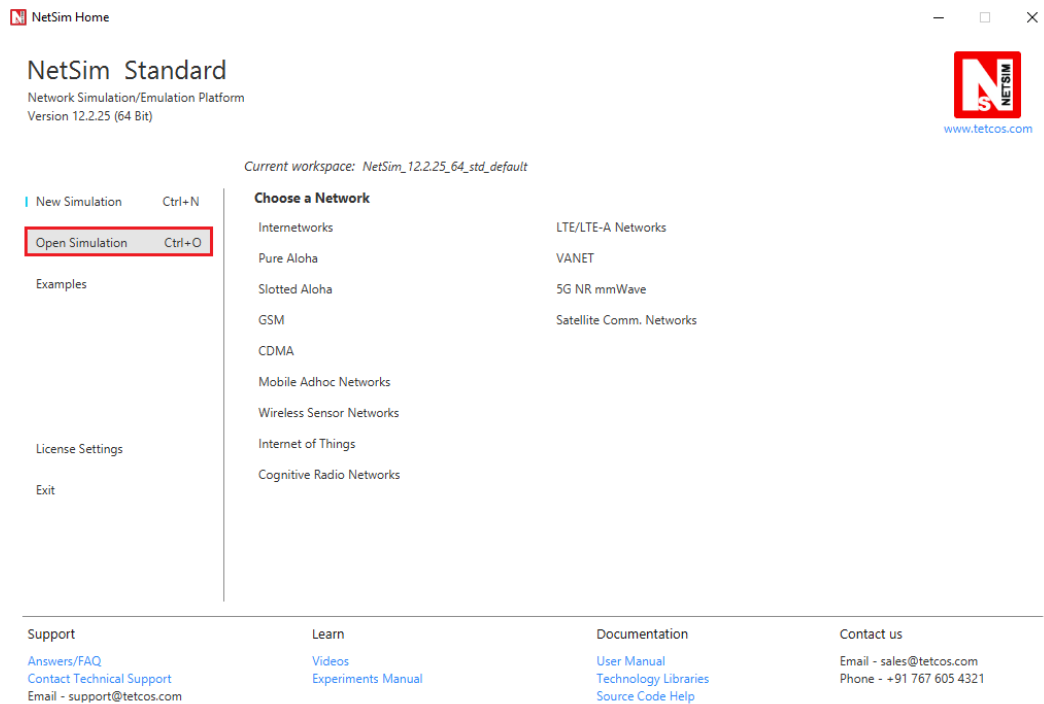 NetSim Home
NetSim Standard
Network Simulation/Emulation Platform
Version 12.2.25 (64 Bit)
NS NETSIM
www.tetcos.com
Current workspace: NetSim_12.2.25_64_std_default
New Simulation Ctrl+N
Open Simulation Ctrl+O
Examples
License Settings
Exit
Choose a Network
Internetworks
Pure Aloha
Slotted Aloha
GSM
CDMA
Mobile Adhoc Networks
Wireless Sensor Networks
Internet of Things
Cognitive Radio Networks
LTE/LTE-A Networks
VANET
5G NR mmWave
Satellite Comm. Networks
Support
Answers/FAQ
Contact Technical Support
Email - support@tetcos.com
Learn
Videos
Experiments Manual
Documentation
User Manual
Technology Libraries
Source Code Help
Contact us
Email - sales@tetcos.com
Phone - +91 767 605 4321